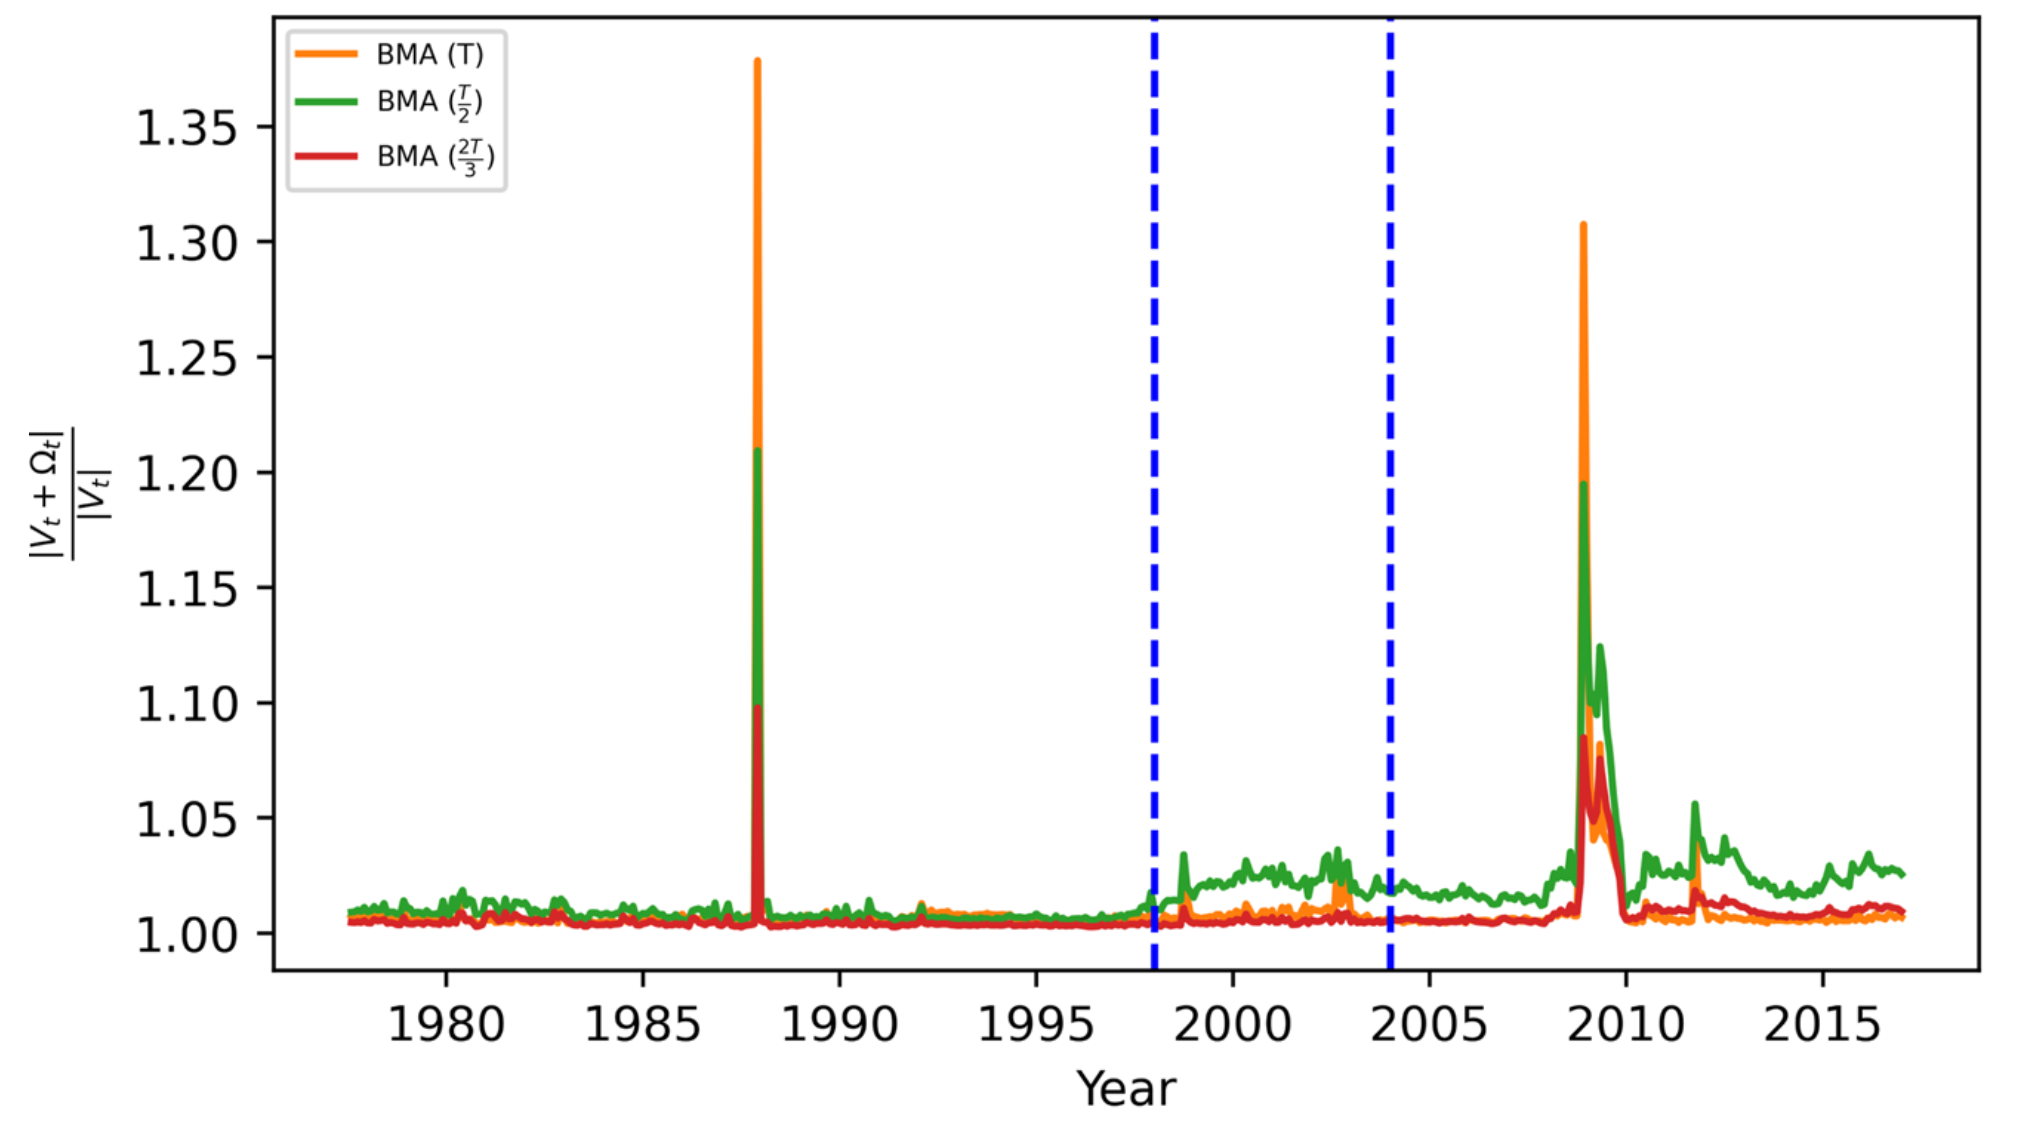 BMA (T)
BMA (T/2)
BMA (2T/3)
1.35
1.30
1.25
1.20
1.15
1.10
1.05
1.00
|V_t + Ω_t| / |V_t|
1980 1985 1990 1995 2000 2005 2010 2015
Year